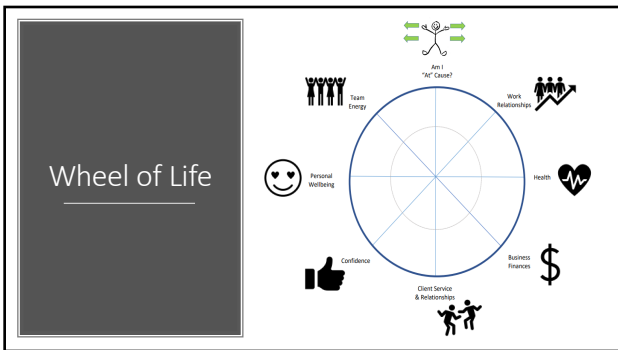 Wheel of Life
Am I
"At" Cause?
Work
Relationships
Health
Business
Finances
$
Client Service
& Relationships
Confidence
Personal
Wellbeing
Team
Energy